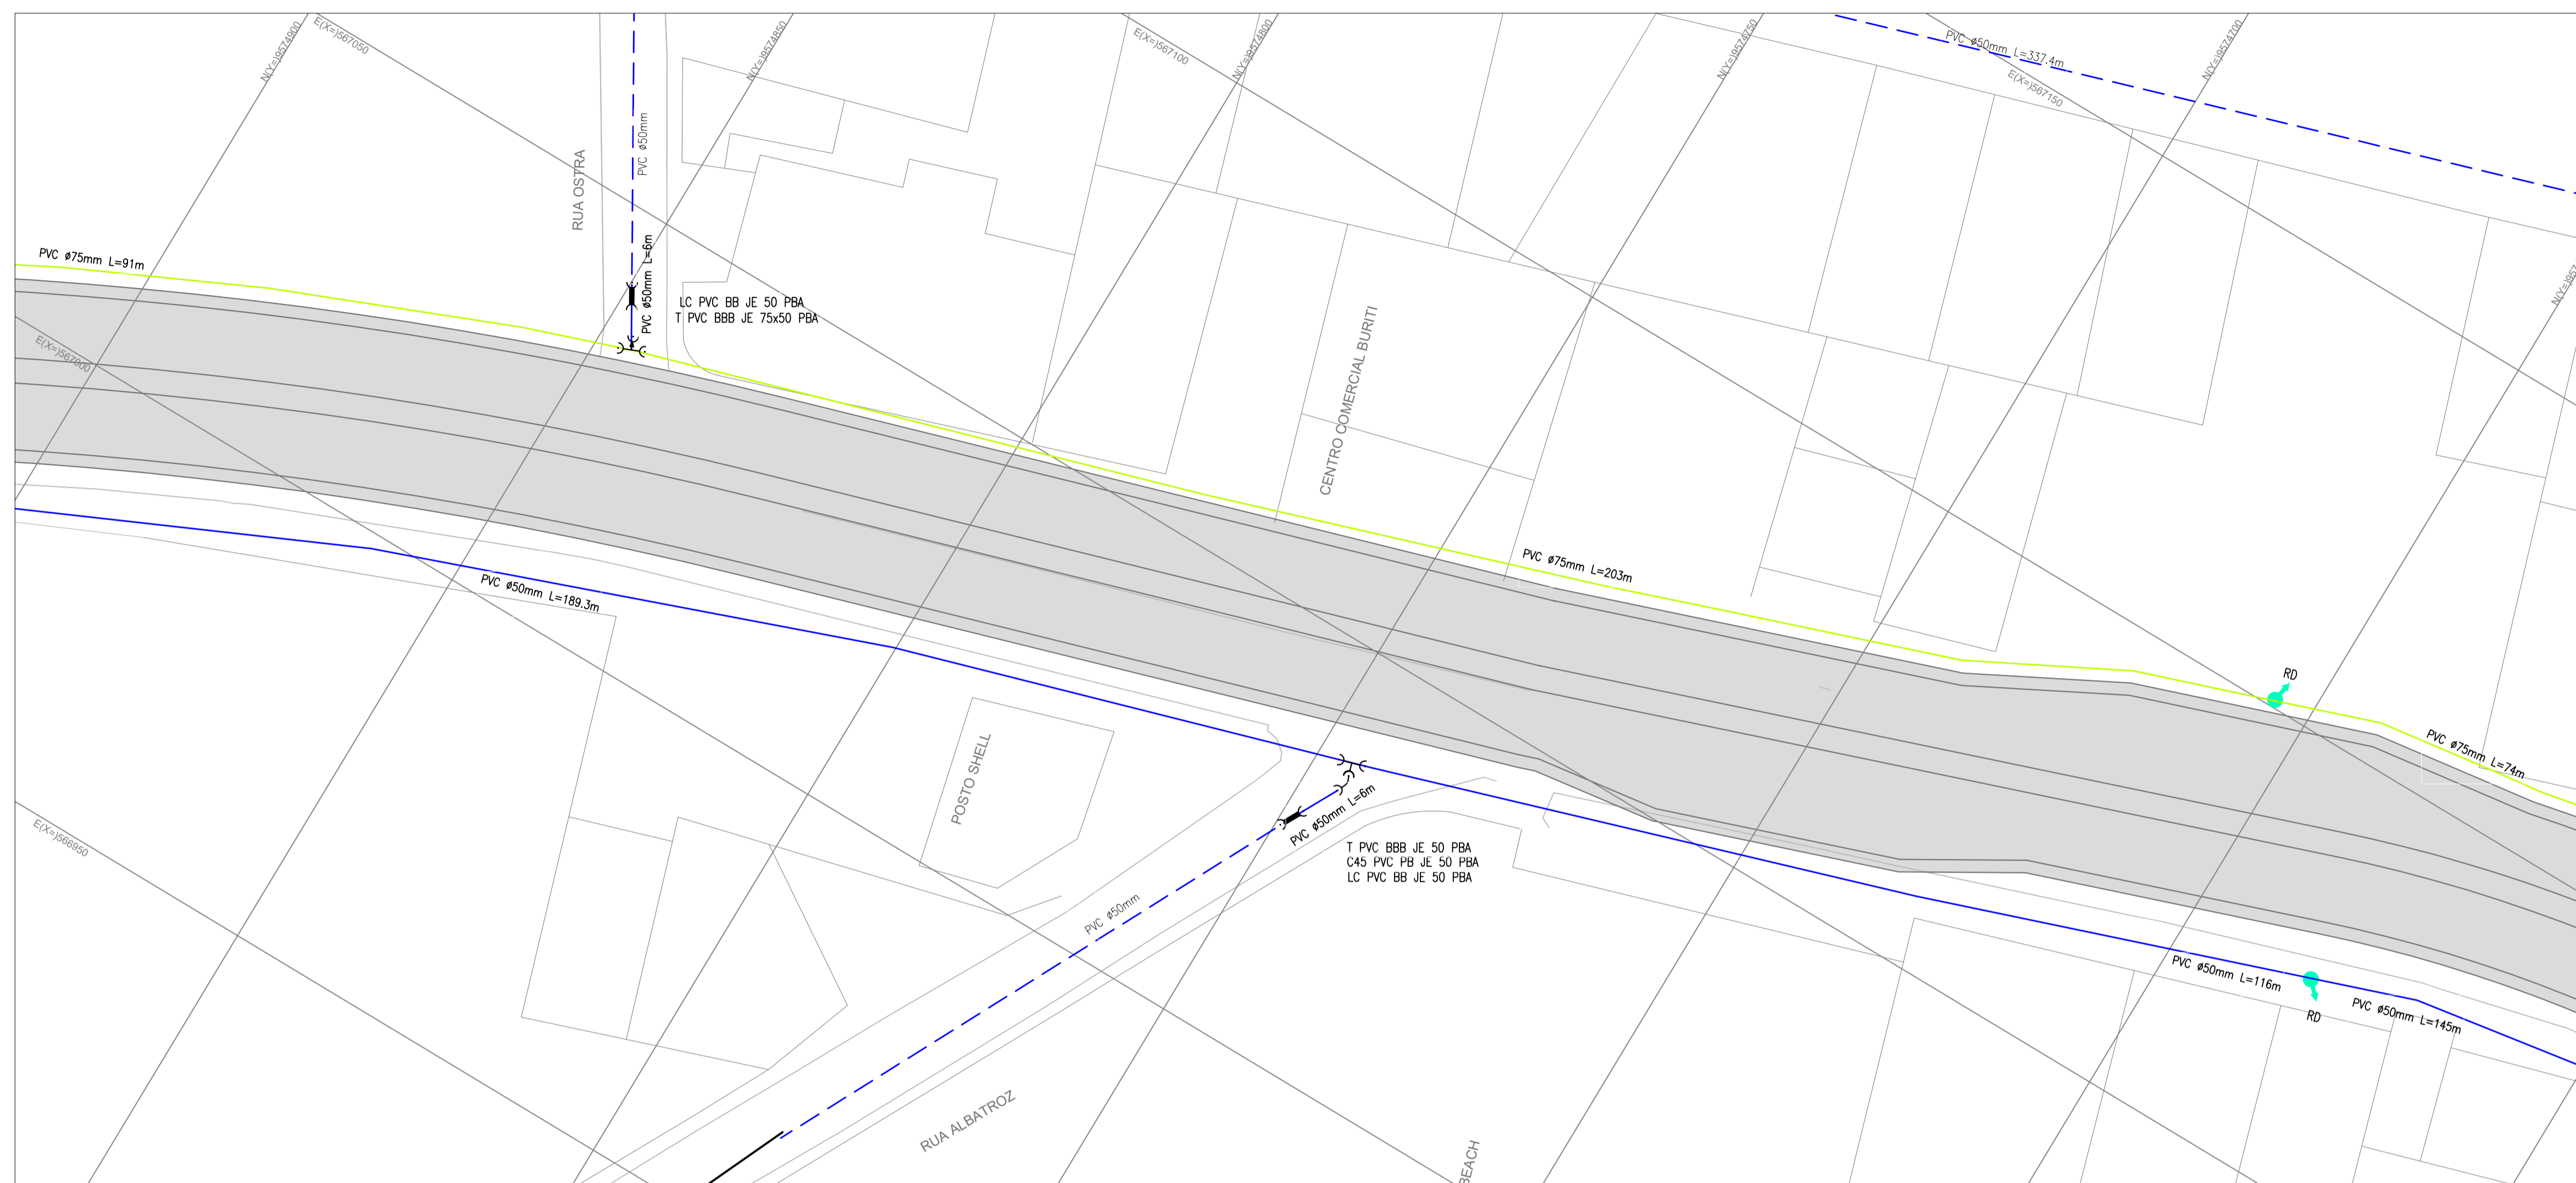 N(Y=)9574900
E(X=)567050
N(Y=)9574850
E(X=)567100
N(Y=)9574800
N(Y=)9574750
PVC ø50mm L=337.4m
E(X=)567150
N(Y=)9574700
PVC ø50mm
RUA OSTRA
PVC ø75mm L=91m
PVC ø50mm L=6m
LC PVC BB JE 50 PBA
T PVC BBB JE 75x50 PBA
E(X=)567000
CENTRO COMERCIAL BURITI
PVC ø75mm L=203m
PVC ø50mm L=189.3m
RD
PVC ø75mm L=74m
POSTO SHELL
PVC ø50mm L=6m
E(X=)566950
T PVC BBB JE 50 PBA
C45 PVC PB JE 50 PBA
LC PVC BB JE 50 PBA
PVC ø50mm
PVC ø50mm L=116m
RD
PVC ø50mm L=145m
RUA ALBATROZ
BEACH